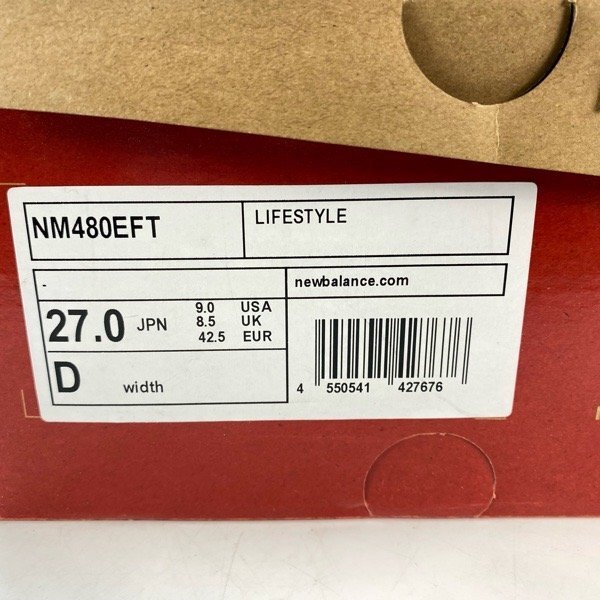 NM480EFT
LIFESTYLE
-
newbalance.com
27.0 JPN
9.0 USA
8.5 UK
42.5 EUR
D width
4 550541 427676